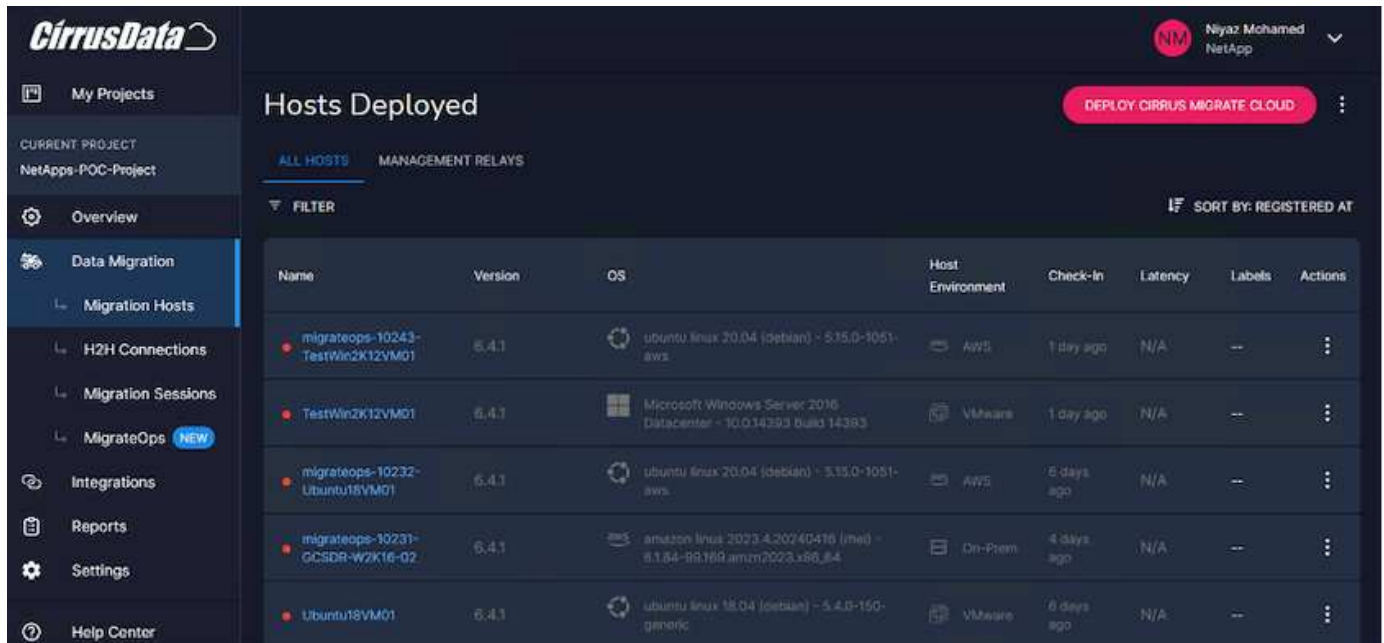 CirrusData
NM
Niyaz Mohamed
NetApp
My Projects
Hosts Deployed
DEPLOY CIRRUS MIGRATE CLOUD
CURRENT PROJECT
NetApps-POC-Project
ALL HOSTS
MANAGEMENT RELAYS
Overview
FILTER
SORT BY: REGISTERED AT
Data Migration
Migration Hosts
H2H Connections
Migration Sessions
MigrateOps NEW
Integrations
Reports
Settings
Help Center
Name
Version
OS
Host
Environment
Check-In
Latency
Labels
Actions
migrateops-10243-
TestWin2K12VM01
6.4.1
ubuntu linux 20.04 (debian) - 5.15.0-1051-
aws
AWS
1 day ago
N/A
--
TestWin2K12VM01
6.4.1
Microsoft Windows Server 2016
Datacenter - 10.0.14393 Build 14393
VMware
1 day ago
N/A
--
migrateops-10232-
Ubuntu18VM01
6.4.1
ubuntu linux 20.04 (debian) - 5.15.0-1051-
aws
AWS
6 days
ago
N/A
--
migrateops-10231-
GCSDR-W2K16-02
6.4.1
aws
amazon linux 2023.4.20240416 (rhel) -
6.1.84-99.169.amzn2023.x86_64
On-Prem
4 days
ago
N/A
--
Ubuntu18VM01
6.4.1
ubuntu linux 18.04 (debian) - 5.4.0-150-
generic
VMware
6 days
ago
N/A
--